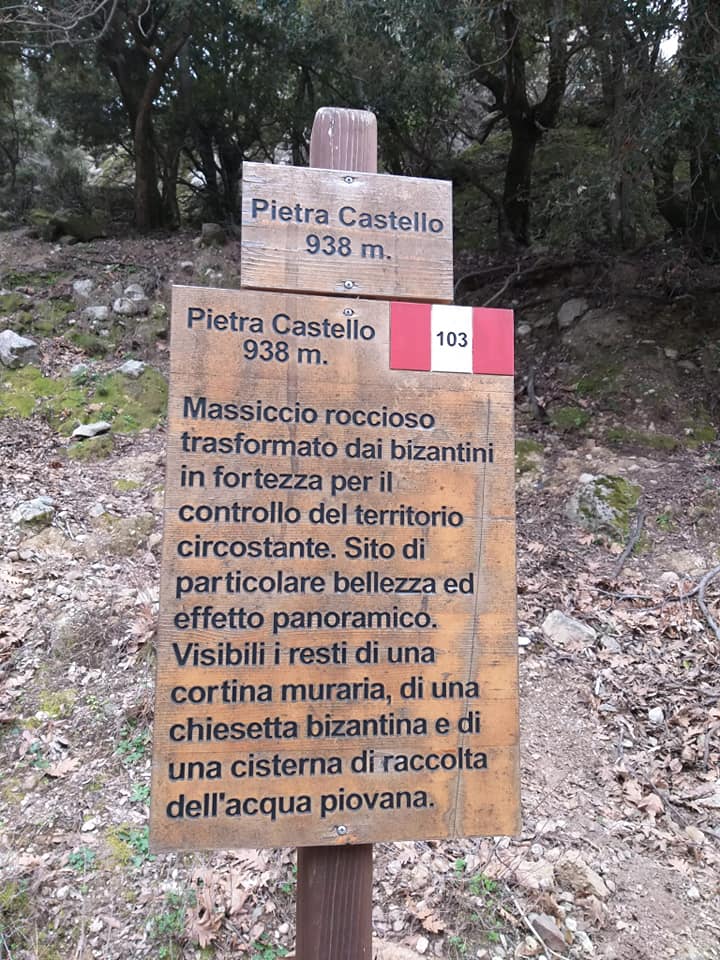 Pietra Castello
938 m.
Pietra Castello
938 m.
103
Massiccio roccioso
trasformato dai bizantini
in fortezza per il
controllo del territorio
circostante. Sito di
particolare bellezza ed
effetto panoramico.
Visibili i resti di una
cortina muraria, di una
chiesetta bizantina e di
una cisterna di raccolta
dell'acqua piovana.